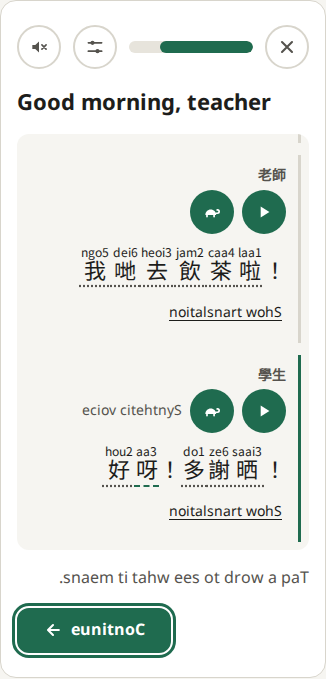 Good morning, teacher
老師
ngo5 dei6 heoi3 jam2 caa4 laa1
我哋去飲茶啦！
noitalsnart wohS
學生
eciov citehtnyS
hou2 aa3 do1 ze6 saai3
好呀！多謝晒！
noitalsnart wohS
.snaem ti tahw ees ot drow a paT
eunitnoC